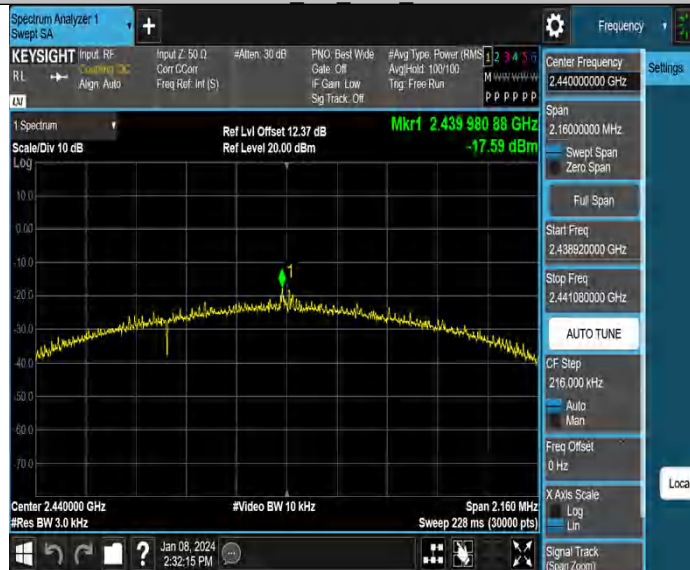 Spectrum Analyzer 1
Swept SA
Frequency
KEYSIGHT
Input: RF
Coupling: DC
Align: Auto
Input Z: 50 Ω
Corr CCorr
Freq Ref: Int (S)
#Atten: 30 dB
PNO: Best Wide
Gate: Off
IF Gain: Low
Sig Track: Off
#Avg Type: Power (RMS
Avg|Hold: 100/100
Trig: Free Run
1 2 3 4 5 6
M W W W W W
P P P P P P
RL
LXI
1 Spectrum
Scale/Div 10 dB
Log
Ref Lvl Offset 12.37 dB
Ref Level 20.00 dBm
Mkr1 2.439 980 88 GHz
-17.59 dBm
10.0
0.00
-10.0
-20.0
-30.0
-40.0
-50.0
-60.0
-70.0
1
Center 2.440000 GHz
#Res BW 3.0 kHz
#Video BW 10 kHz
Span 2.160 MHz
Sweep 228 ms (30000 pts)
Jan 08, 2024
2:32:15 PM
Center Frequency
2.440000000 GHz
Settings
Span
2.16000000 MHz
Swept Span
Zero Span
Full Span
Start Freq
2.438920000 GHz
Stop Freq
2.441080000 GHz
AUTO TUNE
CF Step
216.000 kHz
Auto
Man
Freq Offset
0 Hz
X Axis Scale
Log
Lin
Signal Track
(Span Zoom)
Loca